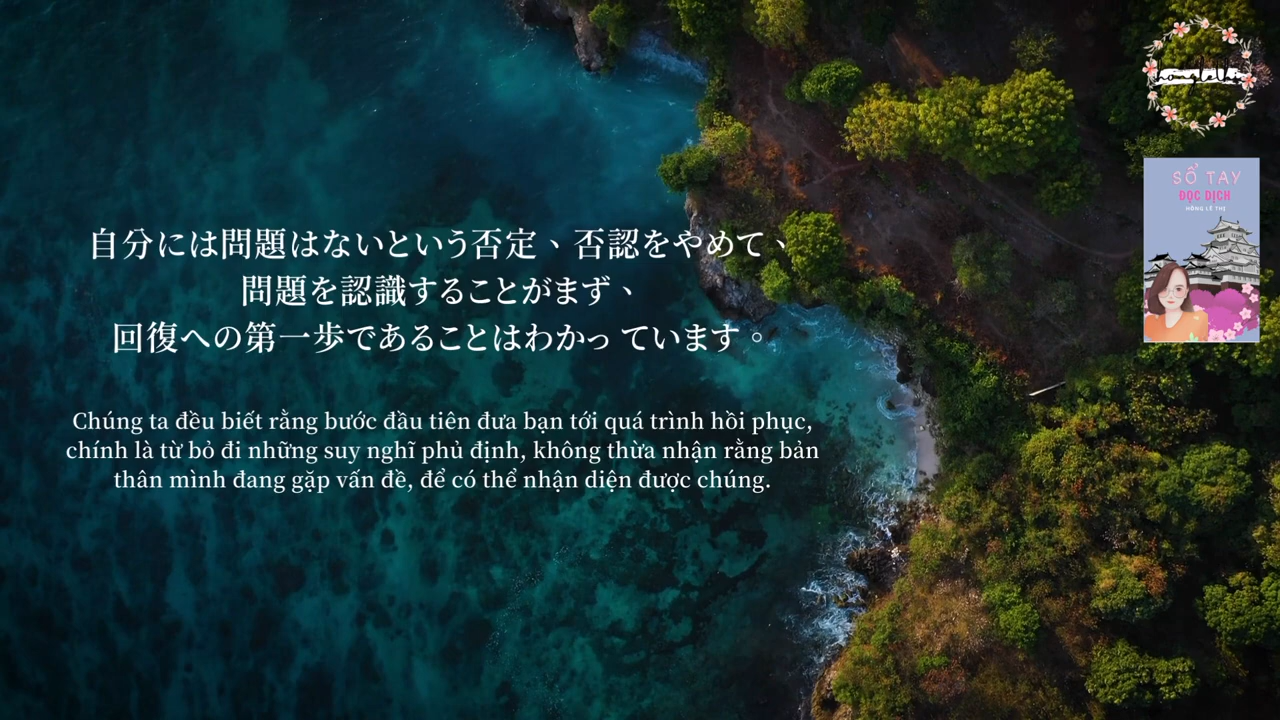 自分には問題はないという否定、否認をやめて、
問題を認識することがまず、
回復への第一歩であることはわかっ ています。
Chúng ta đều biết rằng bước đầu tiên đưa bạn tới quá trình hồi phục,
chính là từ bỏ đi những suy nghĩ phủ định, không thừa nhận rằng bản
thân mình đang gặp vấn đề, để có thể nhận diện được chúng.
SỔ TAY
ĐỌC DỊCH
HỒNG LÊ THỊ